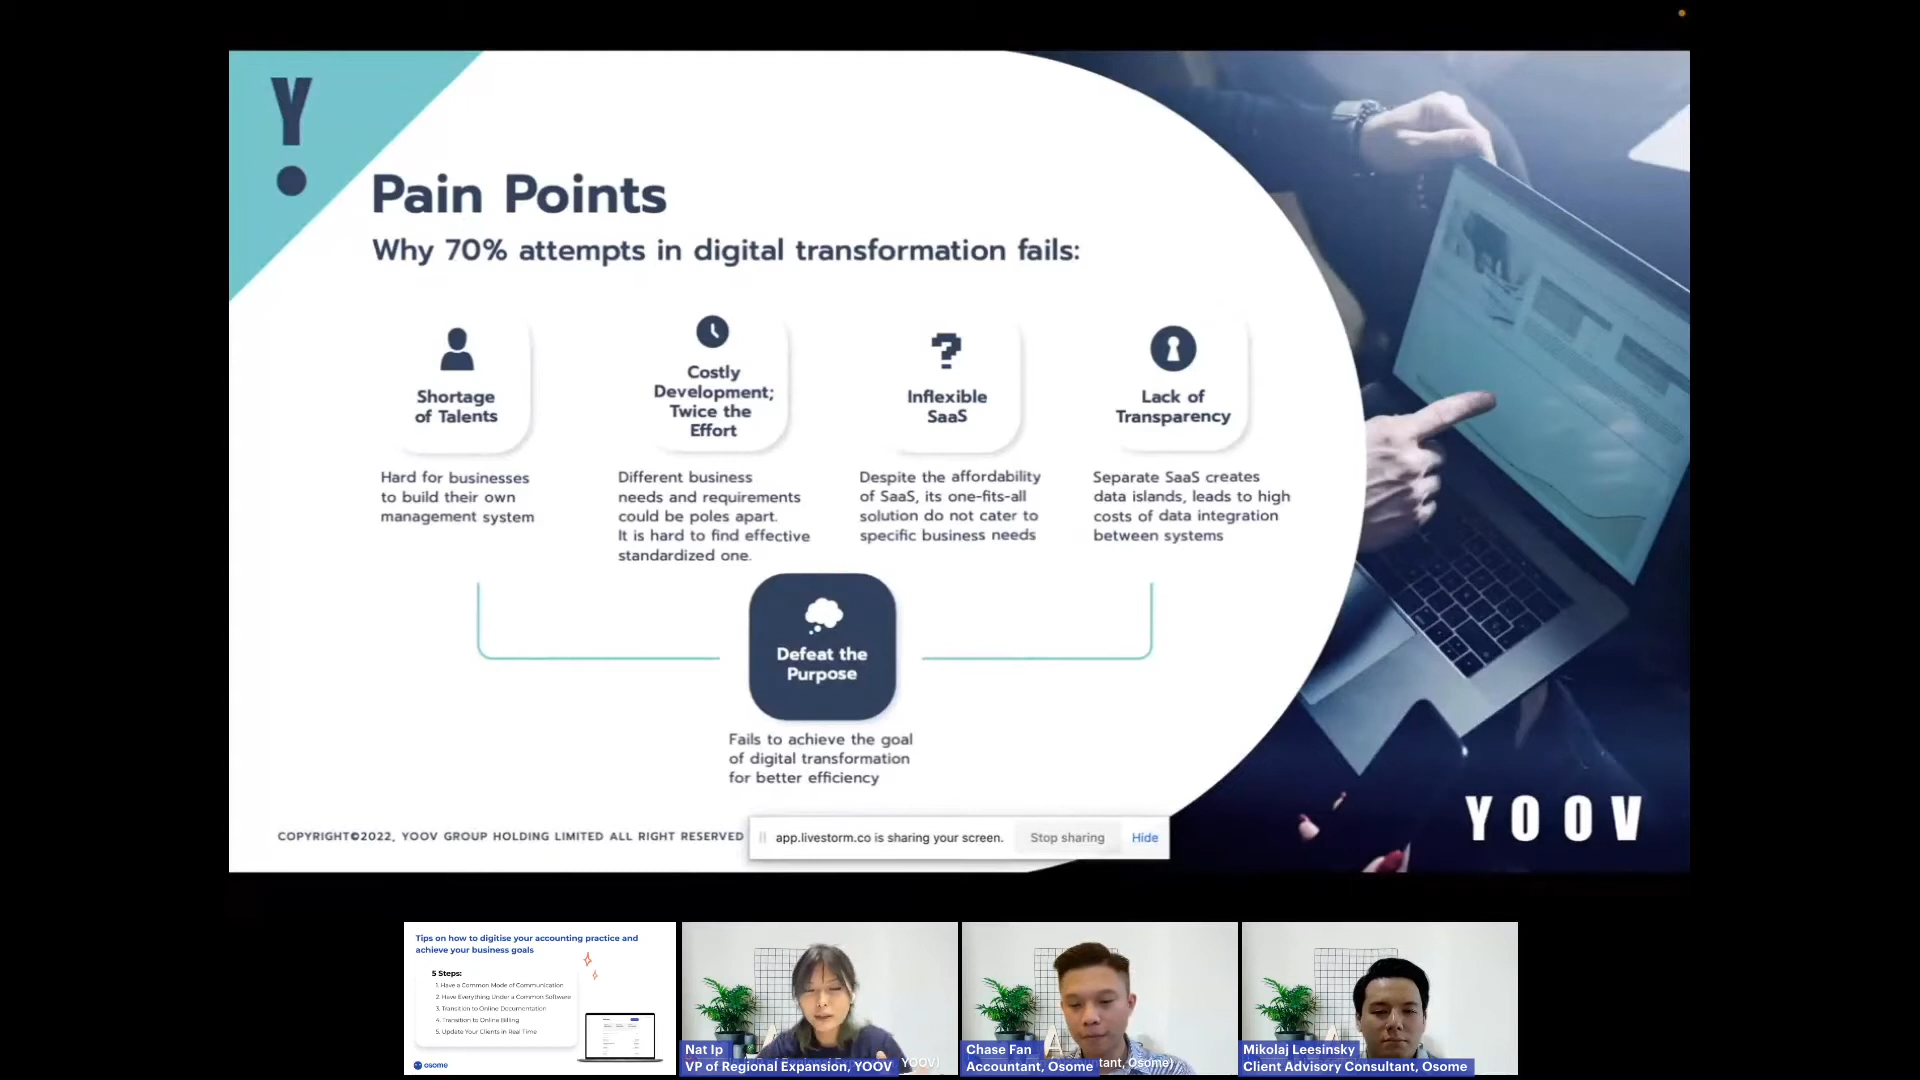 Y
Pain Points
Why 70% attempts in digital transformation fails:
Shortage
of Talents
Hard for businesses
to build their own
management system
Costly
Development;
Twice the
Effort
Different business
needs and requirements
could be poles apart.
It is hard to find effective
standardized one.
?
Inflexible
SaaS
Despite the affordability
of SaaS, its one-fits-all
solution do not cater to
specific business needs
Lack of
Transparency
Separate SaaS creates
data islands, leads to high
costs of data integration
between systems
Defeat the
Purpose
Fails to achieve the goal
of digital transformation
for better efficiency
COPYRIGHT©2022, YOOV GROUP HOLDING LIMITED ALL RIGHT RESERVED
app.livestorm.co is sharing your screen.
Stop sharing
Hide
YOOV
Tips on how to digitise your accounting practice and
achieve your business goals
5 Steps:
1. Have a Common Mode of Communication
2. Have Everything Under a Common Software
3. Transition to Online Documentation
4. Transition to Online Billing
5. Update Your Clients in Real Time
osome
Nat Ip
VP of Regional Expansion, YOOV
YOOV)
Chase Fan
Accountant, Osome
tant, Osome)
Mikolaj Leesinsky
Client Advisory Consultant, Osome